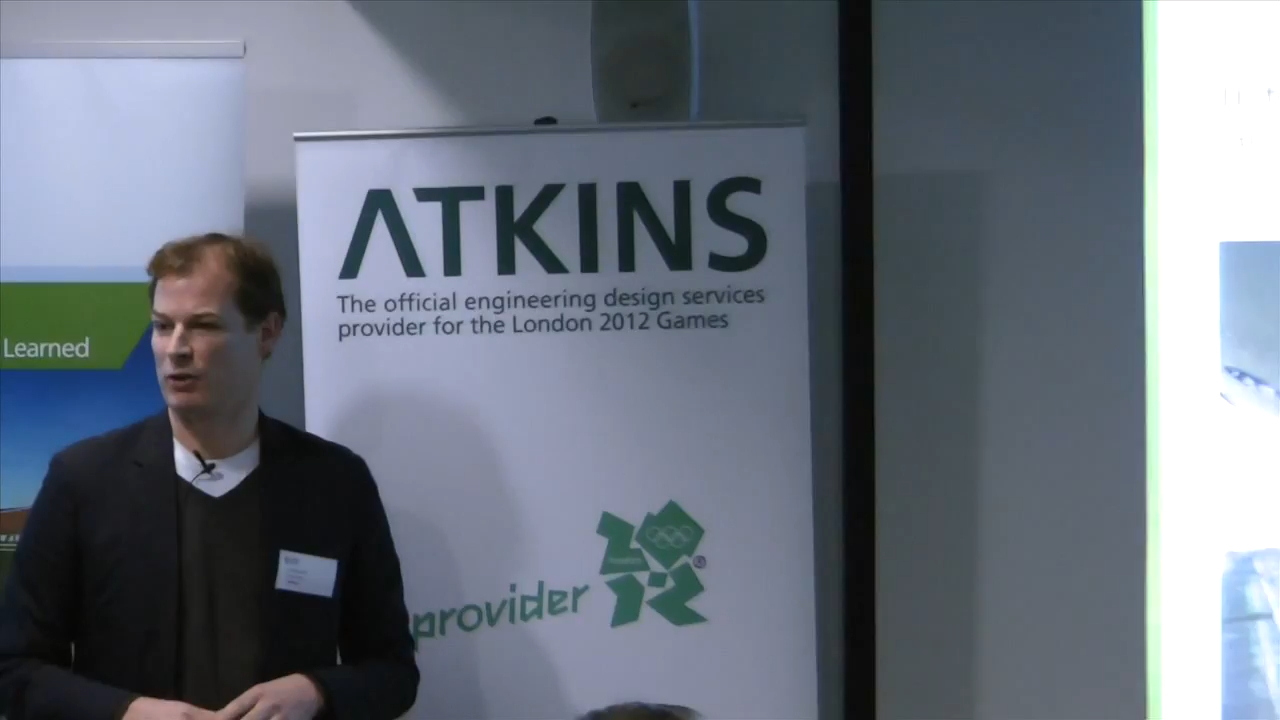 Learned
ATKINS
The official engineering design services
provider for the London 2012 Games
provider